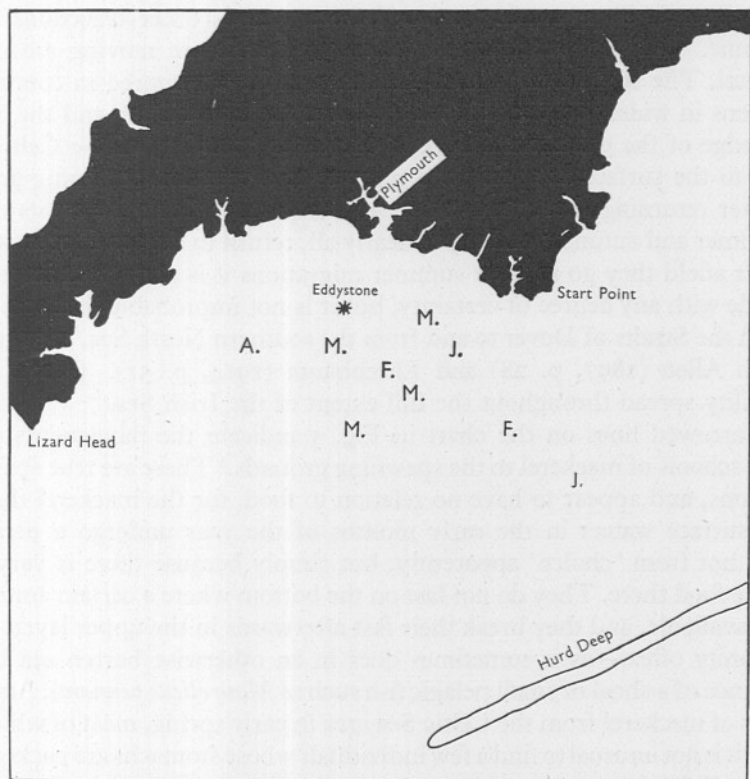 Plymouth
Eddystone
Start Point
M.
A.
M.
J.
F.
M.
M.
F.
Lizard Head
J.
Hurd Deep